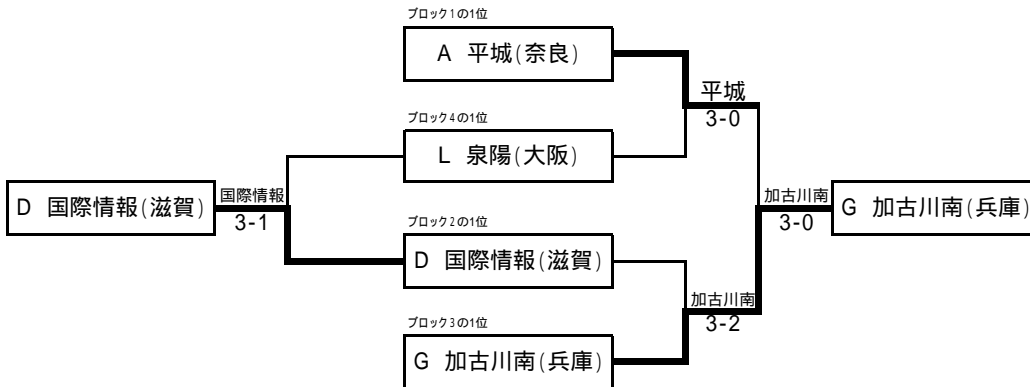 ブロック1の1位
A 平城(奈良)
平城
3-0
ブロック4の1位
L 泉陽(大阪)
D 国際情報(滋賀)
国際情報
3-1
加古川南
3-0
G 加古川南(兵庫)
ブロック2の1位
D 国際情報(滋賀)
加古川南
3-2
ブロック3の1位
G 加古川南(兵庫)